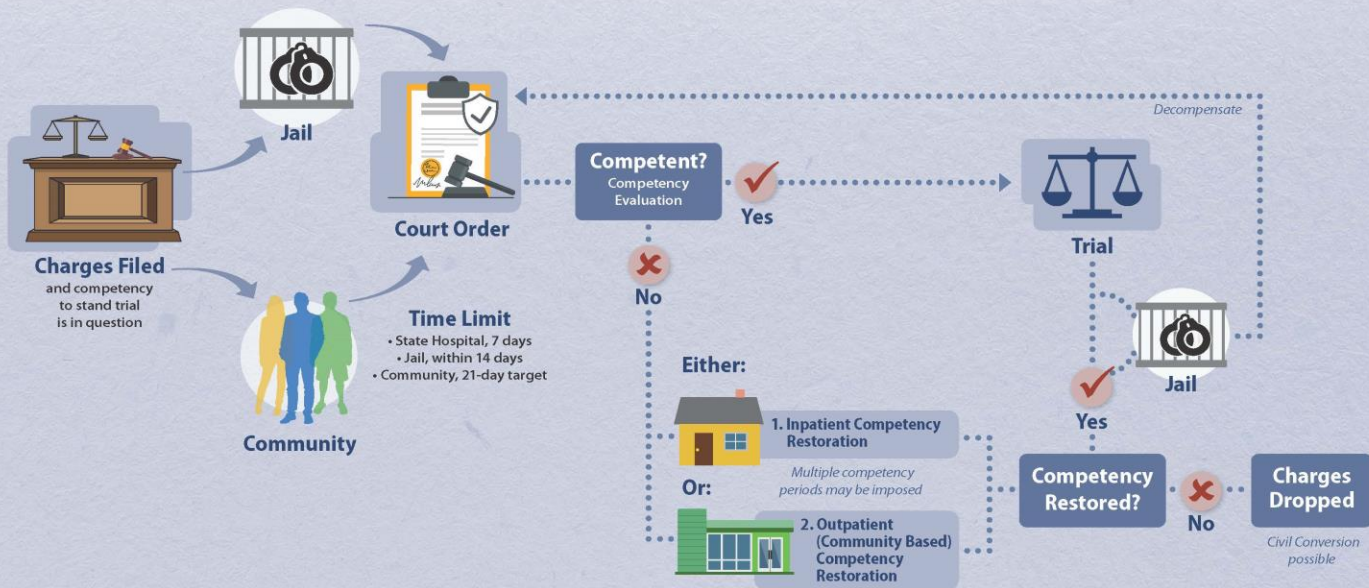 Jail
Charges Filed
and competency
to stand trial
is in question
Community
Court Order
Time Limit
• State Hospital, 7 days
• Jail, within 14 days
• Community, 21-day target
Competent?
Competency
Evaluation
Yes
No
Decompensate
Trial
Jail
Yes
Either:
1. Inpatient Competency
Restoration
Multiple competency
periods may be imposed
Or:
2. Outpatient
(Community Based)
Competency
Restoration
Competency
Restored?
No
Charges
Dropped
Civil Conversion
possible